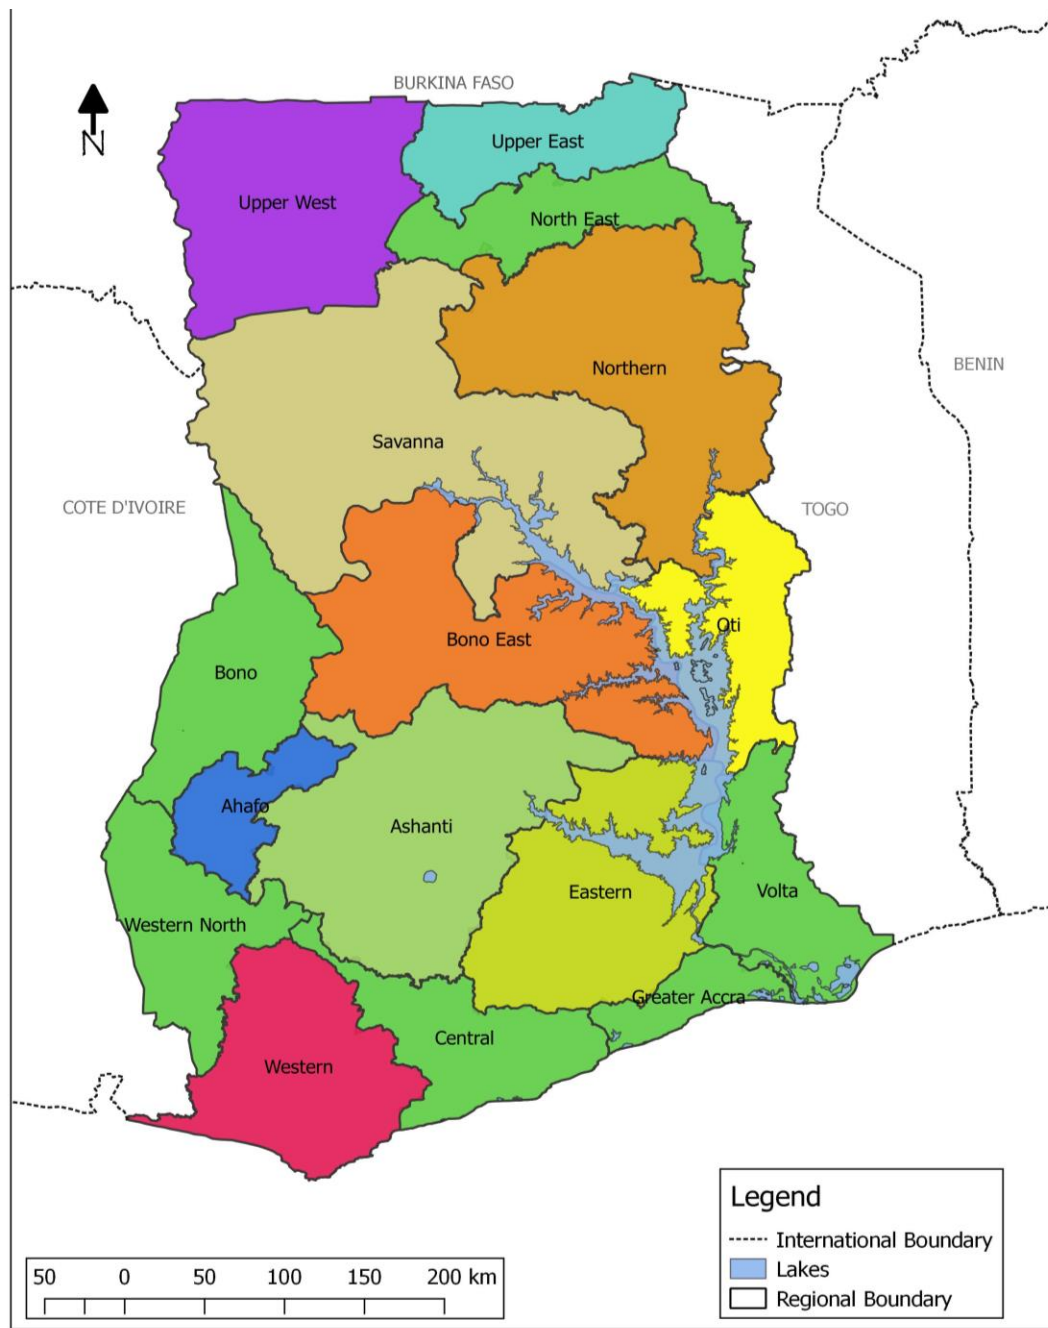 BURKINA FASO
N
Upper East
Upper West
North East
Northern
BENIN
Savanna
COTE D'IVOIRE
TOGO
Oti
Bono East
Bono
Ahafo
Ashanti
Eastern
Volta
Western North
Greater Accra
Central
Western
Legend
International Boundary
Lakes
Regional Boundary
50 0 50 100 150 200 km